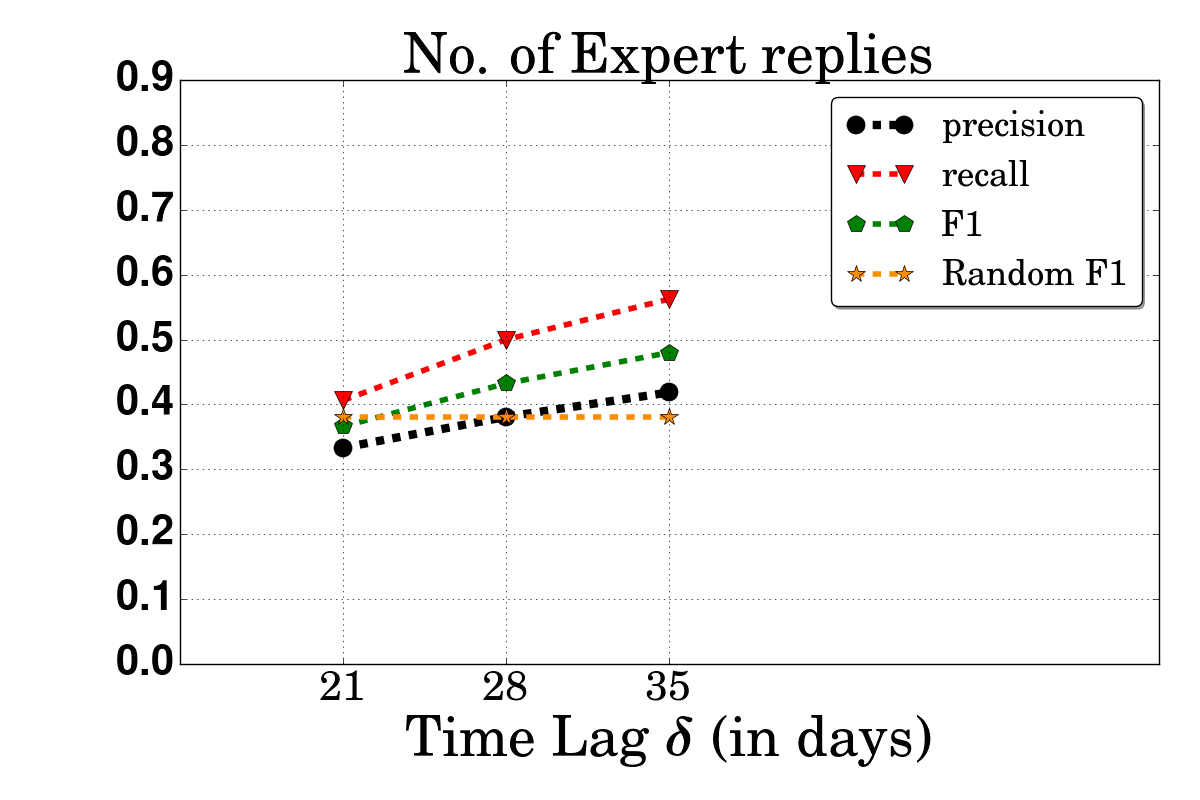 No. of Expert replies
0.9
0.8
0.7
0.6
0.5
0.4
0.3
0.2
0.1
0.0
precision
recall
F1
Random F1
21 28 35
Time Lag δ (in days)